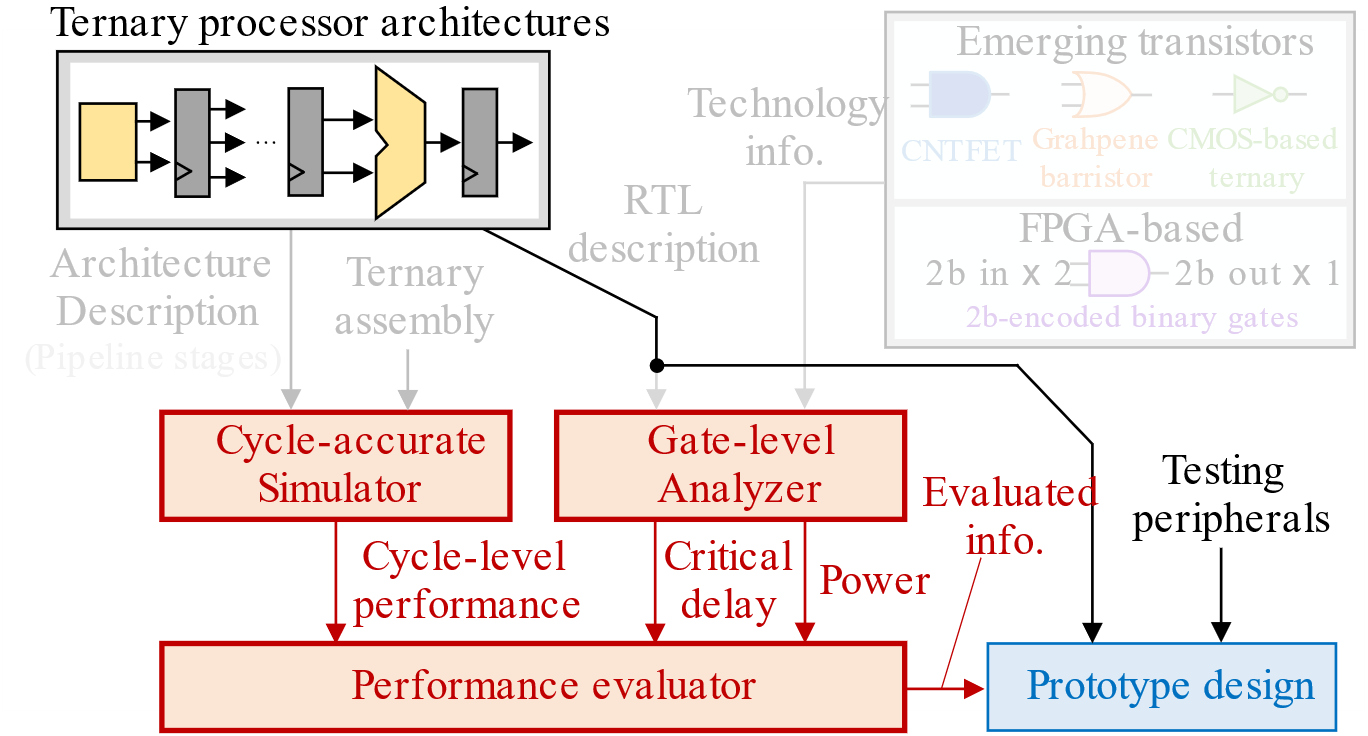 Ternary processor architectures
...
Emerging transistors
CNTFET
Grahpene
barristor
CMOS-based
ternary
FPGA-based
2b in x 2
2b out x 1
2b-encoded binary gates
Technology
info.
RTL
description
Architecture
Description
(Pipeline stages)
Ternary
assembly
Cycle-accurate
Simulator
Gate-level
Analyzer
Evaluated
info.
Testing
peripherals
Cycle-level
performance
Critical
delay
Power
Performance evaluator
Prototype design